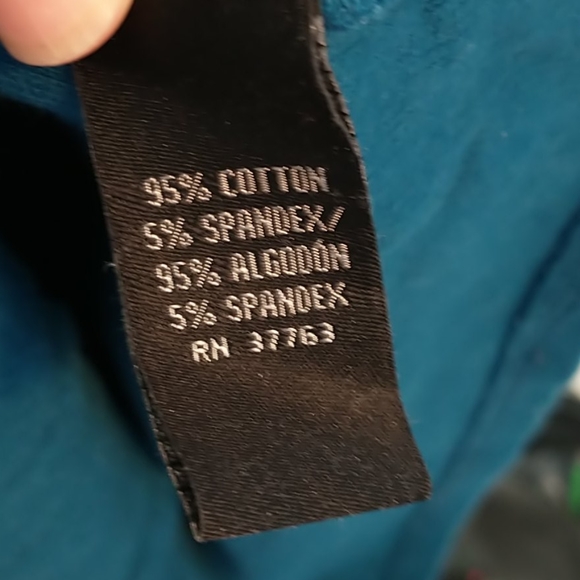 95% COTTON
5% SPANDEX/
95% ALGODÓN
5% SPANDEX
RN 37763